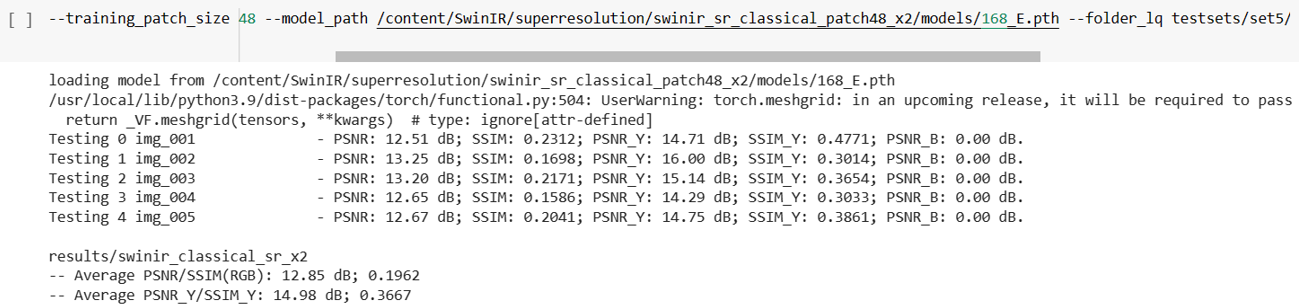 [ ] --training_patch_size 48 --model_path /content/SwinIR/superresolution/swinir_sr_classical_patch48_x2/models/168_E.pth --folder_lq testsets/set5/
loading model from /content/SwinIR/superresolution/swinir_sr_classical_patch48_x2/models/168_E.pth
/usr/local/lib/python3.9/dist-packages/torch/functional.py:504: UserWarning: torch.meshgrid: in an upcoming release, it will be required to pass
return _VF.meshgrid(tensors, **kwargs)  # type: ignore[attr-defined]
Testing 0 img_001 - PSNR: 12.51 dB; SSIM: 0.2312; PSNR_Y: 14.71 dB; SSIM_Y: 0.4771; PSNR_B: 0.00 dB.
Testing 1 img_002 - PSNR: 13.25 dB; SSIM: 0.1698; PSNR_Y: 16.00 dB; SSIM_Y: 0.3014; PSNR_B: 0.00 dB.
Testing 2 img_003 - PSNR: 13.20 dB; SSIM: 0.2171; PSNR_Y: 15.14 dB; SSIM_Y: 0.3654; PSNR_B: 0.00 dB.
Testing 3 img_004 - PSNR: 12.65 dB; SSIM: 0.1586; PSNR_Y: 14.29 dB; SSIM_Y: 0.3033; PSNR_B: 0.00 dB.
Testing 4 img_005 - PSNR: 12.67 dB; SSIM: 0.2041; PSNR_Y: 14.75 dB; SSIM_Y: 0.3861; PSNR_B: 0.00 dB.
results/swinir_classical_sr_x2
-- Average PSNR/SSIM(RGB): 12.85 dB; 0.1962
-- Average PSNR_Y/SSIM_Y: 14.98 dB; 0.3667